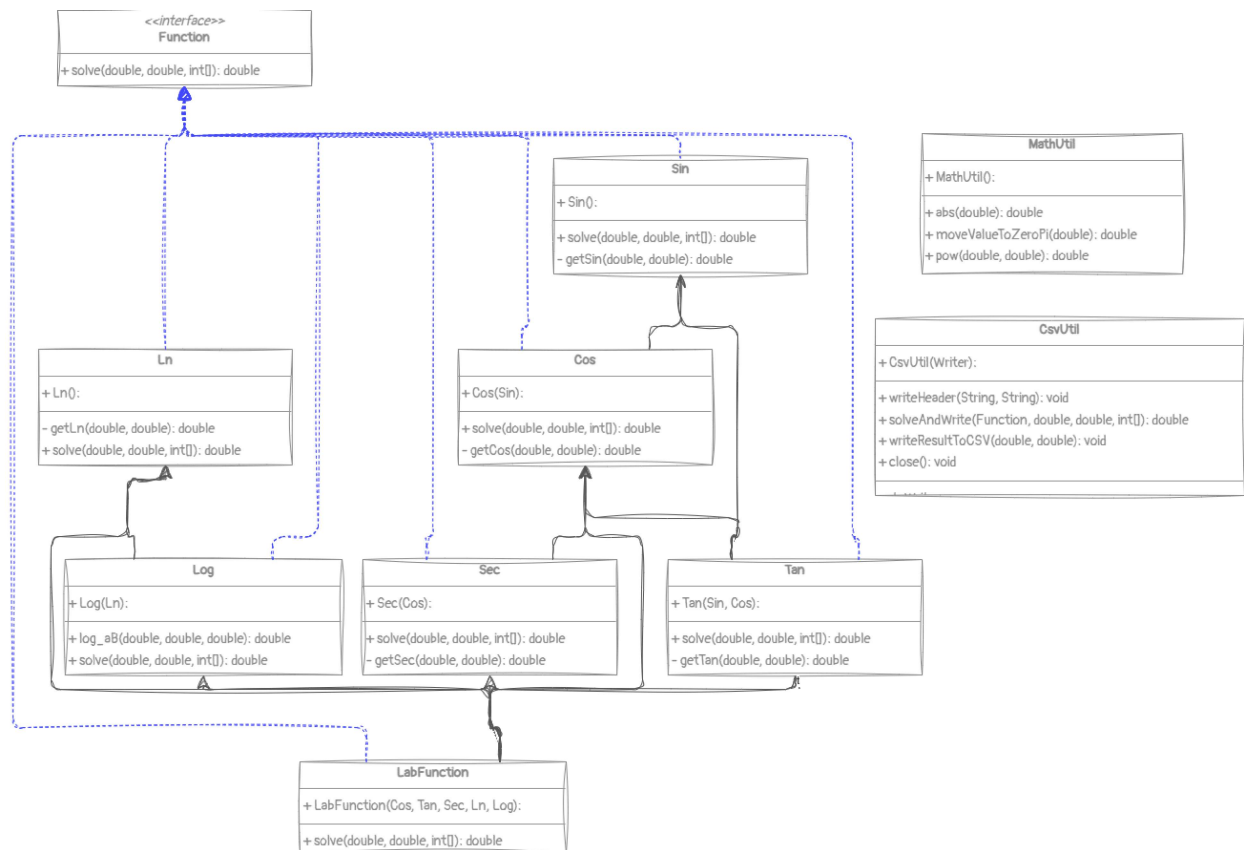 <<interface>>
Function
+ solve(double, double, int[]): double
Sin
+ Sin():
+ solve(double, double, int[]): double
- getSin(double, double): double
MathUtil
+ MathUtil():
+ abs(double): double
+ moveValueToZeroPi(double): double
+ pow(double, double): double
CsvUtil
+ CsvUtil(Writer):
+ writeHeader(String, String): void
+ solveAndWrite(Function, double, double, int[]): double
+ writeResultToCSV(double, double): void
+ close(): void
Ln
+ Ln():
- getLn(double, double): double
+ solve(double, double, int[]): double
Cos
+ Cos(Sin):
+ solve(double, double, int[]): double
- getCos(double, double): double
Log
+ Log(Ln):
+ log_aB(double, double, double): double
+ solve(double, double, int[]): double
Sec
+ Sec(Cos):
+ solve(double, double, int[]): double
- getSec(double, double): double
Tan
+ Tan(Sin, Cos):
+ solve(double, double, int[]): double
- getTan(double, double): double
LabFunction
+ LabFunction(Cos, Tan, Sec, Ln, Log):
+ solve(double, double, int[]): double